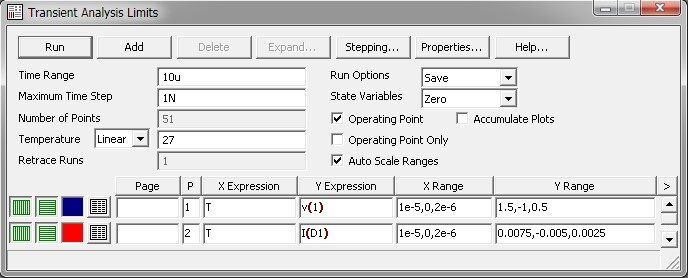 Transient Analysis Limits
Run Add Delete Expand... Stepping... Properties... Help...
Time Range 10u Run Options Save
Maximum Time Step 1N State Variables Zero
Number of Points 51 Operating Point Accumulate Plots
Temperature Linear 27 Operating Point Only
Retrace Runs 1 Auto Scale Ranges
Page P X Expression Y Expression X Range Y Range >
1 T v(1) 1e-5,0,2e-6 1.5,-1,0.5
2 T I(D1) 1e-5,0,2e-6 0.0075,-0.005,0.0025